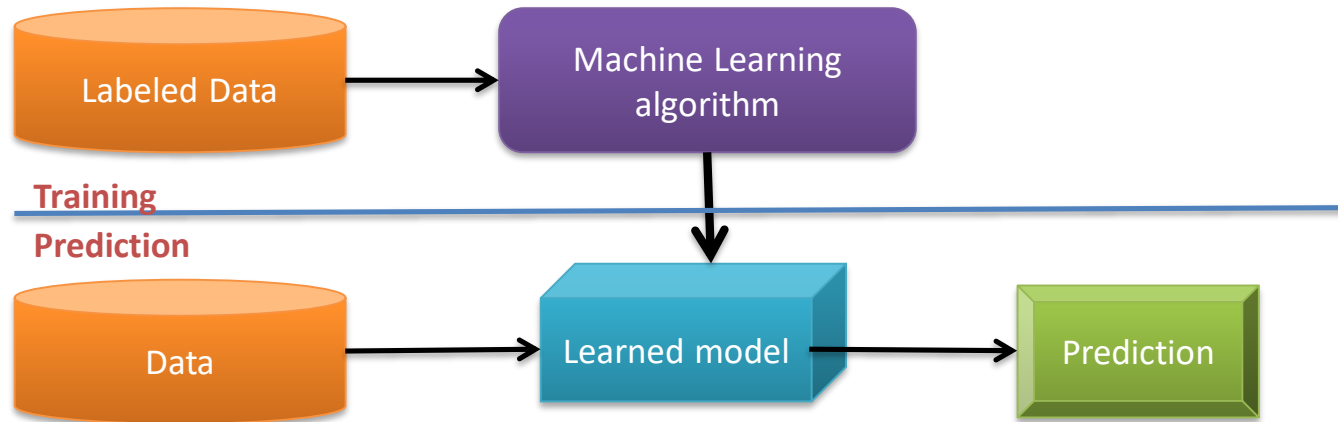 Labeled Data
Machine Learning
algorithm
Training
Prediction
Data
Learned model
Prediction